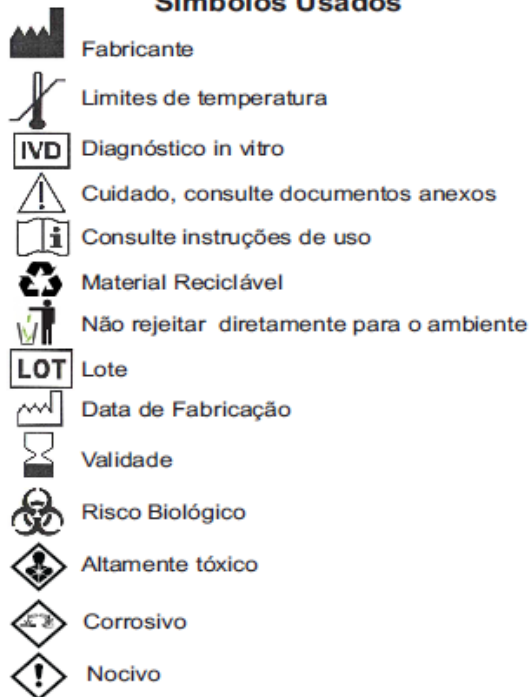 Símbolos Usados
Fabricante
Limites de temperatura
IVD Diagnóstico in vitro
Cuidado, consulte documentos anexos
i Consulte instruções de uso
Material Reciclável
Não rejeitar diretamente para o ambiente
LOT Lote
Data de Fabricação
Validade
Risco Biológico
Altamente tóxico
Corrosivo
Nocivo